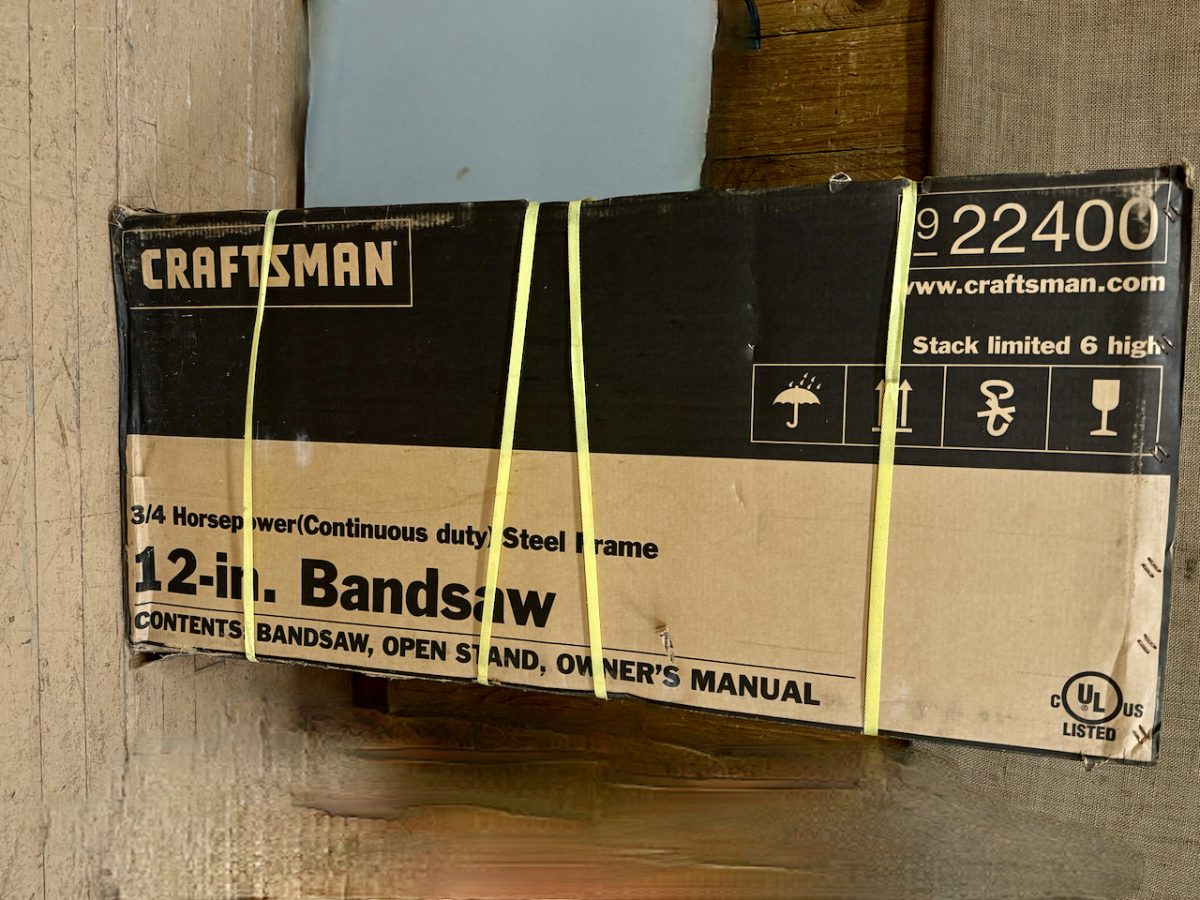 CRAFTSMAN®
9 22400
www.craftsman.com
Stack limited 6 high
3/4 Horsepower(Continuous duty) Steel Frame
12-in. Bandsaw
CONTENTS: BANDSAW, OPEN STAND, OWNER'S MANUAL
C UL® US
LISTED